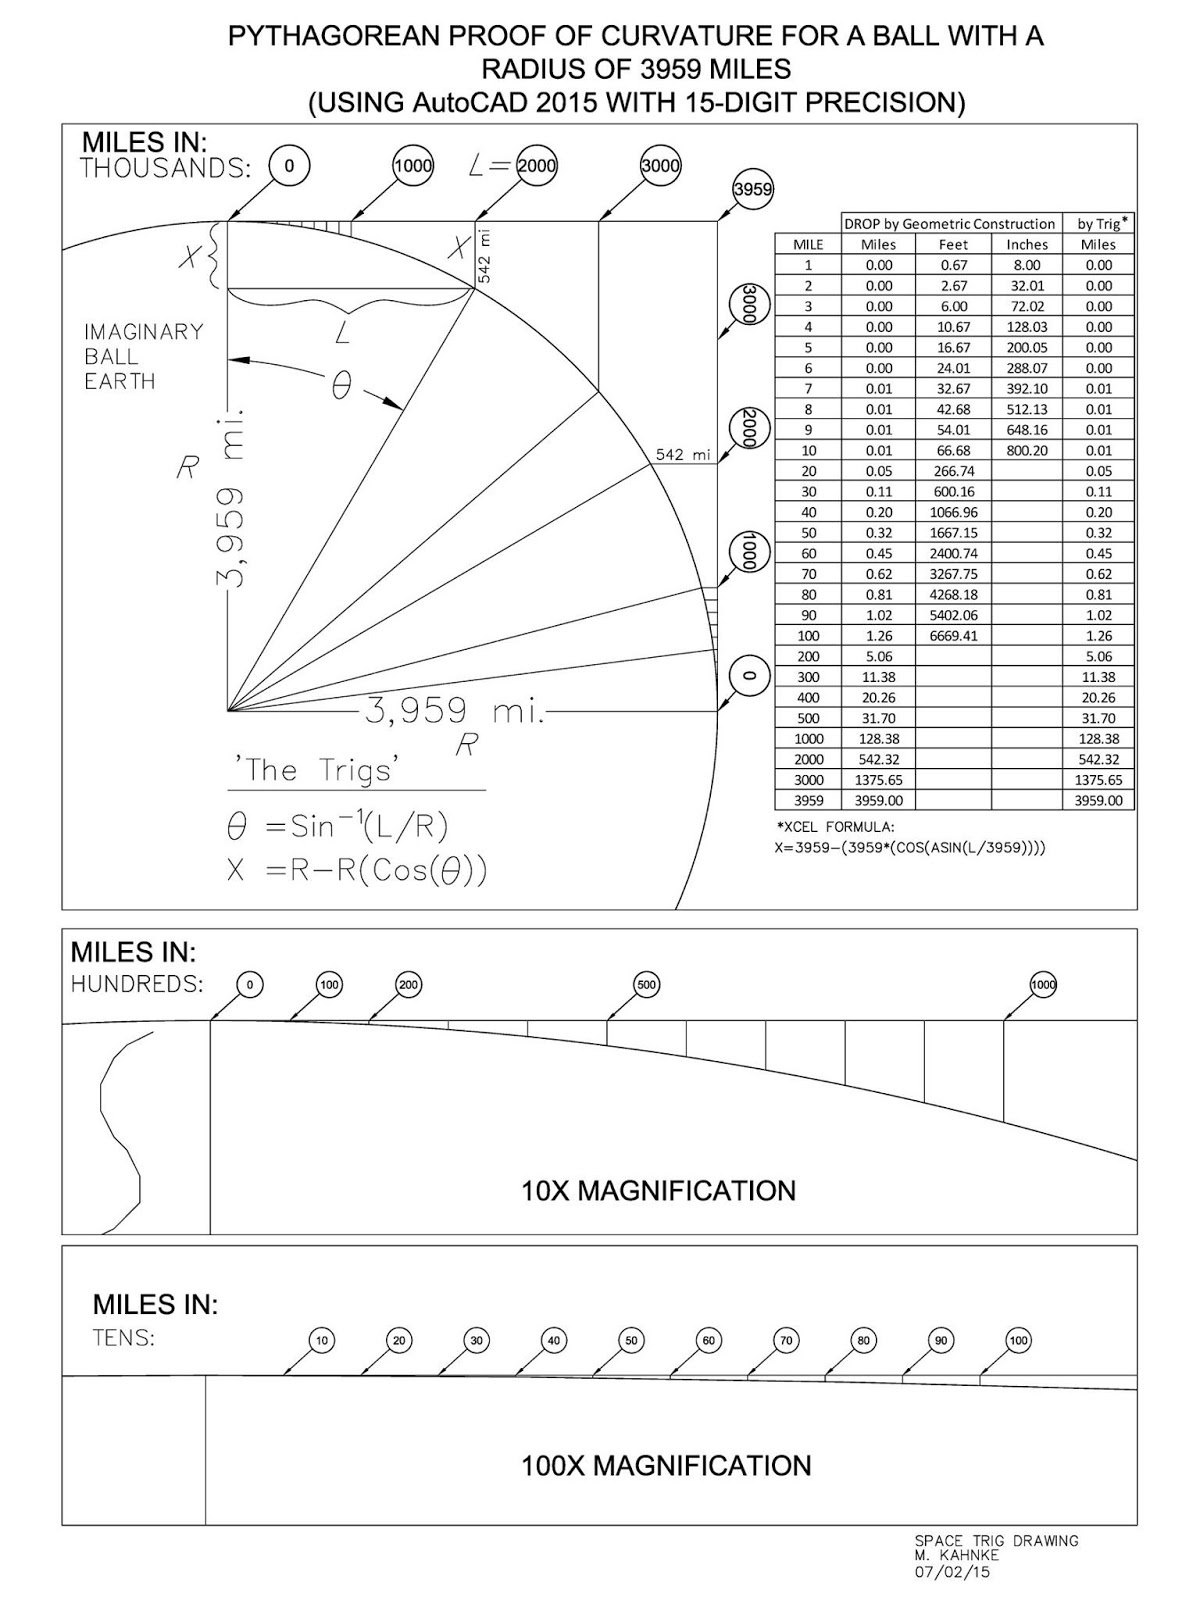 PYTHAGOREAN PROOF OF CURVATURE FOR A BALL WITH A
RADIUS OF 3959 MILES
(USING AutoCAD 2015 WITH 15-DIGIT PRECISION)
MILES IN:
THOUSANDS:
0
1000
L=2000
3000
3959
X
X
542 mi
L
IMAGINARY
BALL
EARTH
θ
R
3,959 mi.
3000
2000
542 mi
1000
0
3,959 mi.
R
'The Trigs'
θ =Sin⁻¹(L/R)
X =R−R(Cos(θ))
DROP by Geometric Construction by Trig*
MILE Miles Feet Inches Miles
1 0.00 0.67 8.00 0.00
2 0.00 2.67 32.01 0.00
3 0.00 6.00 72.02 0.00
4 0.00 10.67 128.03 0.00
5 0.00 16.67 200.05 0.00
6 0.00 24.01 288.07 0.00
7 0.01 32.67 392.10 0.01
8 0.01 42.68 512.13 0.01
9 0.01 54.01 648.16 0.01
10 0.01 66.68 800.20 0.01
20 0.05 266.74 0.05
30 0.11 600.16 0.11
40 0.20 1066.96 0.20
50 0.32 1667.15 0.32
60 0.45 2400.74 0.45
70 0.62 3267.75 0.62
80 0.81 4268.18 0.81
90 1.02 5402.06 1.02
100 1.26 6669.41 1.26
200 5.06 5.06
300 11.38 11.38
400 20.26 20.26
500 31.70 31.70
1000 128.38 128.38
2000 542.32 542.32
3000 1375.65 1375.65
3959 3959.00 3959.00
*XCEL FORMULA:
X=3959−(3959*(COS(ASIN(L/3959))))
MILES IN:
HUNDREDS:
0 100 200 500 1000
10X MAGNIFICATION
MILES IN:
TENS:
10 20 30 40 50 60 70 80 90 100
100X MAGNIFICATION
SPACE TRIG DRAWING
M. KAHNKE
07/02/15